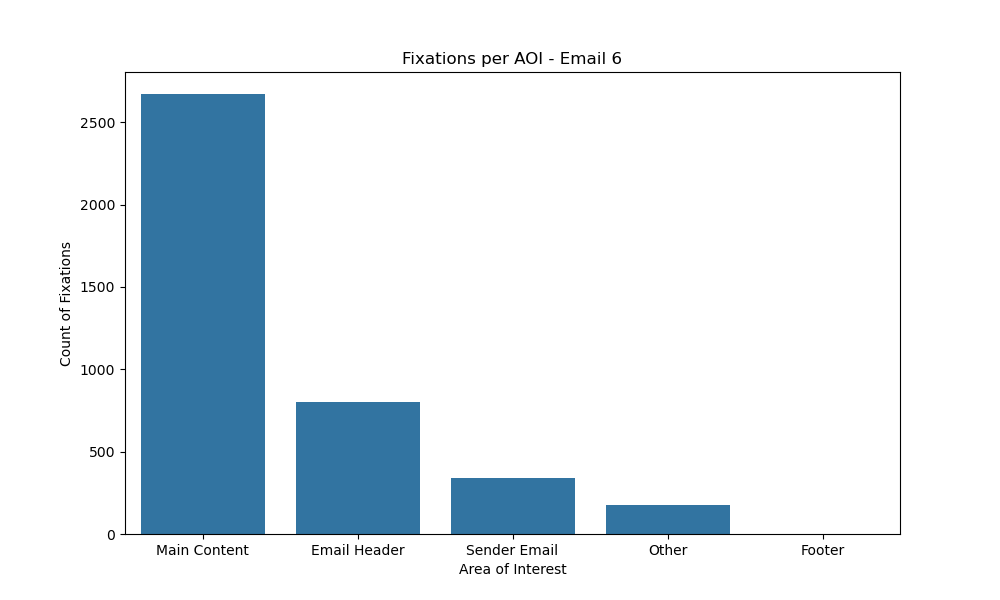 Fixations per AOI - Email 6
Count of Fixations
2500
2000
1500
1000
500
0
Main Content
Email Header
Sender Email
Other
Footer
Area of Interest